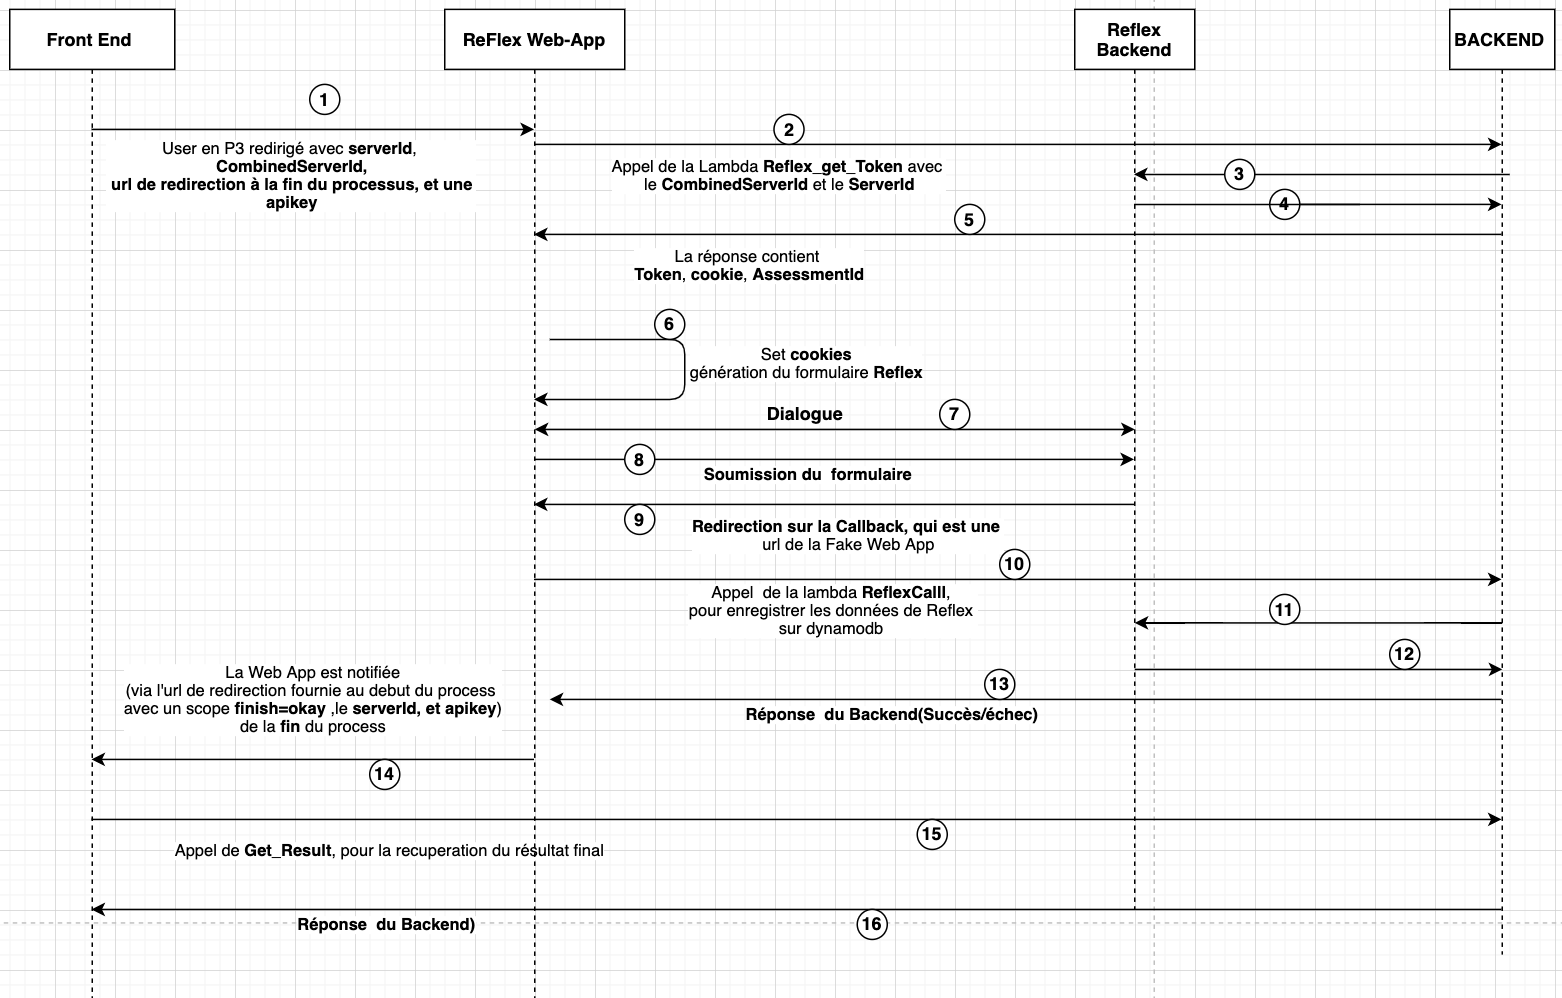 Front End
ReFlex Web-App
Reflex
Backend
BACKEND
1
User en P3 redirigé avec serverId,
CombinedServerId,
url de redirection à la fin du processus, et une
apikey
2
Appel de la Lambda Reflex_get_Token avec
le CombinedServerId et le ServerId
3
4
5
La réponse contient
Token, cookie, AssessmentId
6
Set cookies
génération du formulaire Reflex
Dialogue
7
8
Soumission du formulaire
9
Redirection sur la Callback, qui est une
url de la Fake Web App
10
Appel de la lambda ReflexCalll,
pour enregistrer les données de Reflex
sur dynamodb
11
12
13
Réponse du Backend(Succès/échec)
La Web App est notifiée
(via l'url de redirection fournie au debut du process
avec un scope finish=okay ,le serverId, et apikey)
de la fin du process
14
15
Appel de Get_Result, pour la recuperation du résultat final
16
Réponse du Backend)